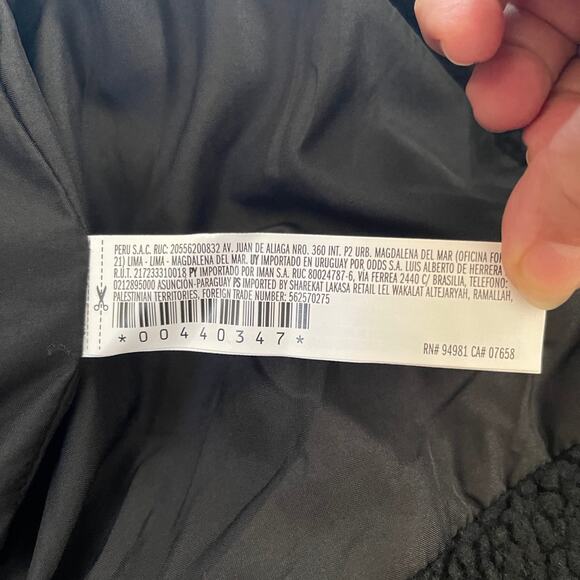 PERU S.A.C. RUC: 20556200832 AV. JUAN DE ALIAGA NRO. 360 INT. P2 URB. MAGDALENA DEL MAR (OFICINA
21) LIMA - LIMA - MAGDALENA DEL MAR. UY IMPORTADO EN URUGUAY POR ODDS S.A. LUIS ALBERTO DE HERRERA
R.U.T. 217233310018 PY IMPORTADO POR IMAN S.A. RUC 80024787-6, VIA FERREA 2440 C/ BRASILIA, TELEFONO:
0212895000 ASUNCION-PARAGUAY PS IMPORTED BY SHAREKAT LAKASA RETAIL LEL WAKALAT ALTEJARYAH, RAMALLAH,
PALESTINIAN TERRITORIES, FOREIGN TRADE NUMBER: 562570275
*00440347*
RN# 94981 CA# 07658